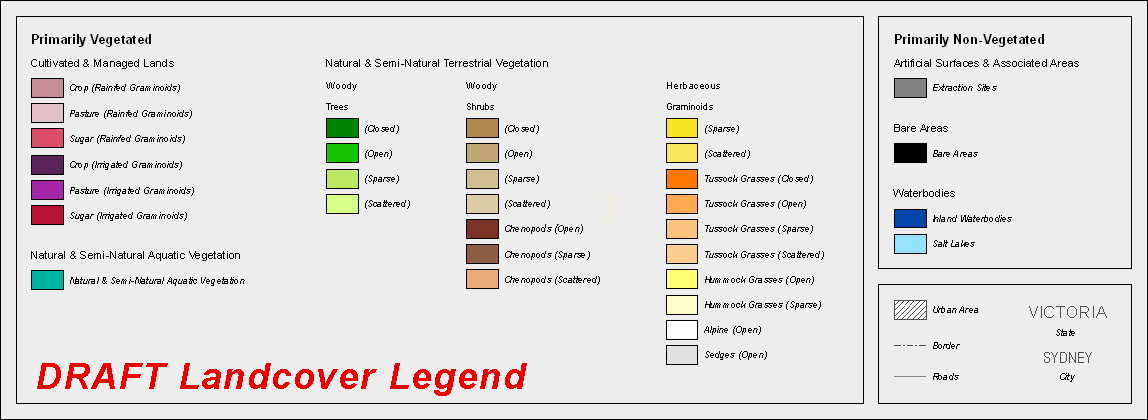 Primarily Vegetated
Cultivated & Managed Lands
Crop (Rainfed Graminoids)
Pasture (Rainfed Graminoids)
Sugar (Rainfed Graminoids)
Crop (Irrigated Graminoids)
Pasture (Irrigated Graminoids)
Sugar (Irrigated Graminoids)
Natural & Semi-Natural Aquatic Vegetation
Natural & Semi-Natural Aquatic Vegetation
Natural & Semi-Natural Terrestrial Vegetation
Woody
Trees
(Closed)
(Open)
(Sparse)
(Scattered)
Woody
Shrubs
(Closed)
(Open)
(Sparse)
(Scattered)
Chenopods (Open)
Chenopods (Sparse)
Chenopods (Scattered)
Herbaceous
Graminoids
(Sparse)
(Scattered)
Tussock Grasses (Closed)
Tussock Grasses (Open)
Tussock Grasses (Sparse)
Tussock Grasses (Scattered)
Hummock Grasses (Open)
Hummock Grasses (Sparse)
Alpine (Open)
Sedges (Open)
DRAFT Landcover Legend
Primarily Non-Vegetated
Artificial Surfaces & Associated Areas
Extraction Sites
Bare Areas
Bare Areas
Waterbodies
Inland Waterbodies
Salt Lakes
Urban Area
Border
Roads
VICTORIA
State
SYDNEY
City